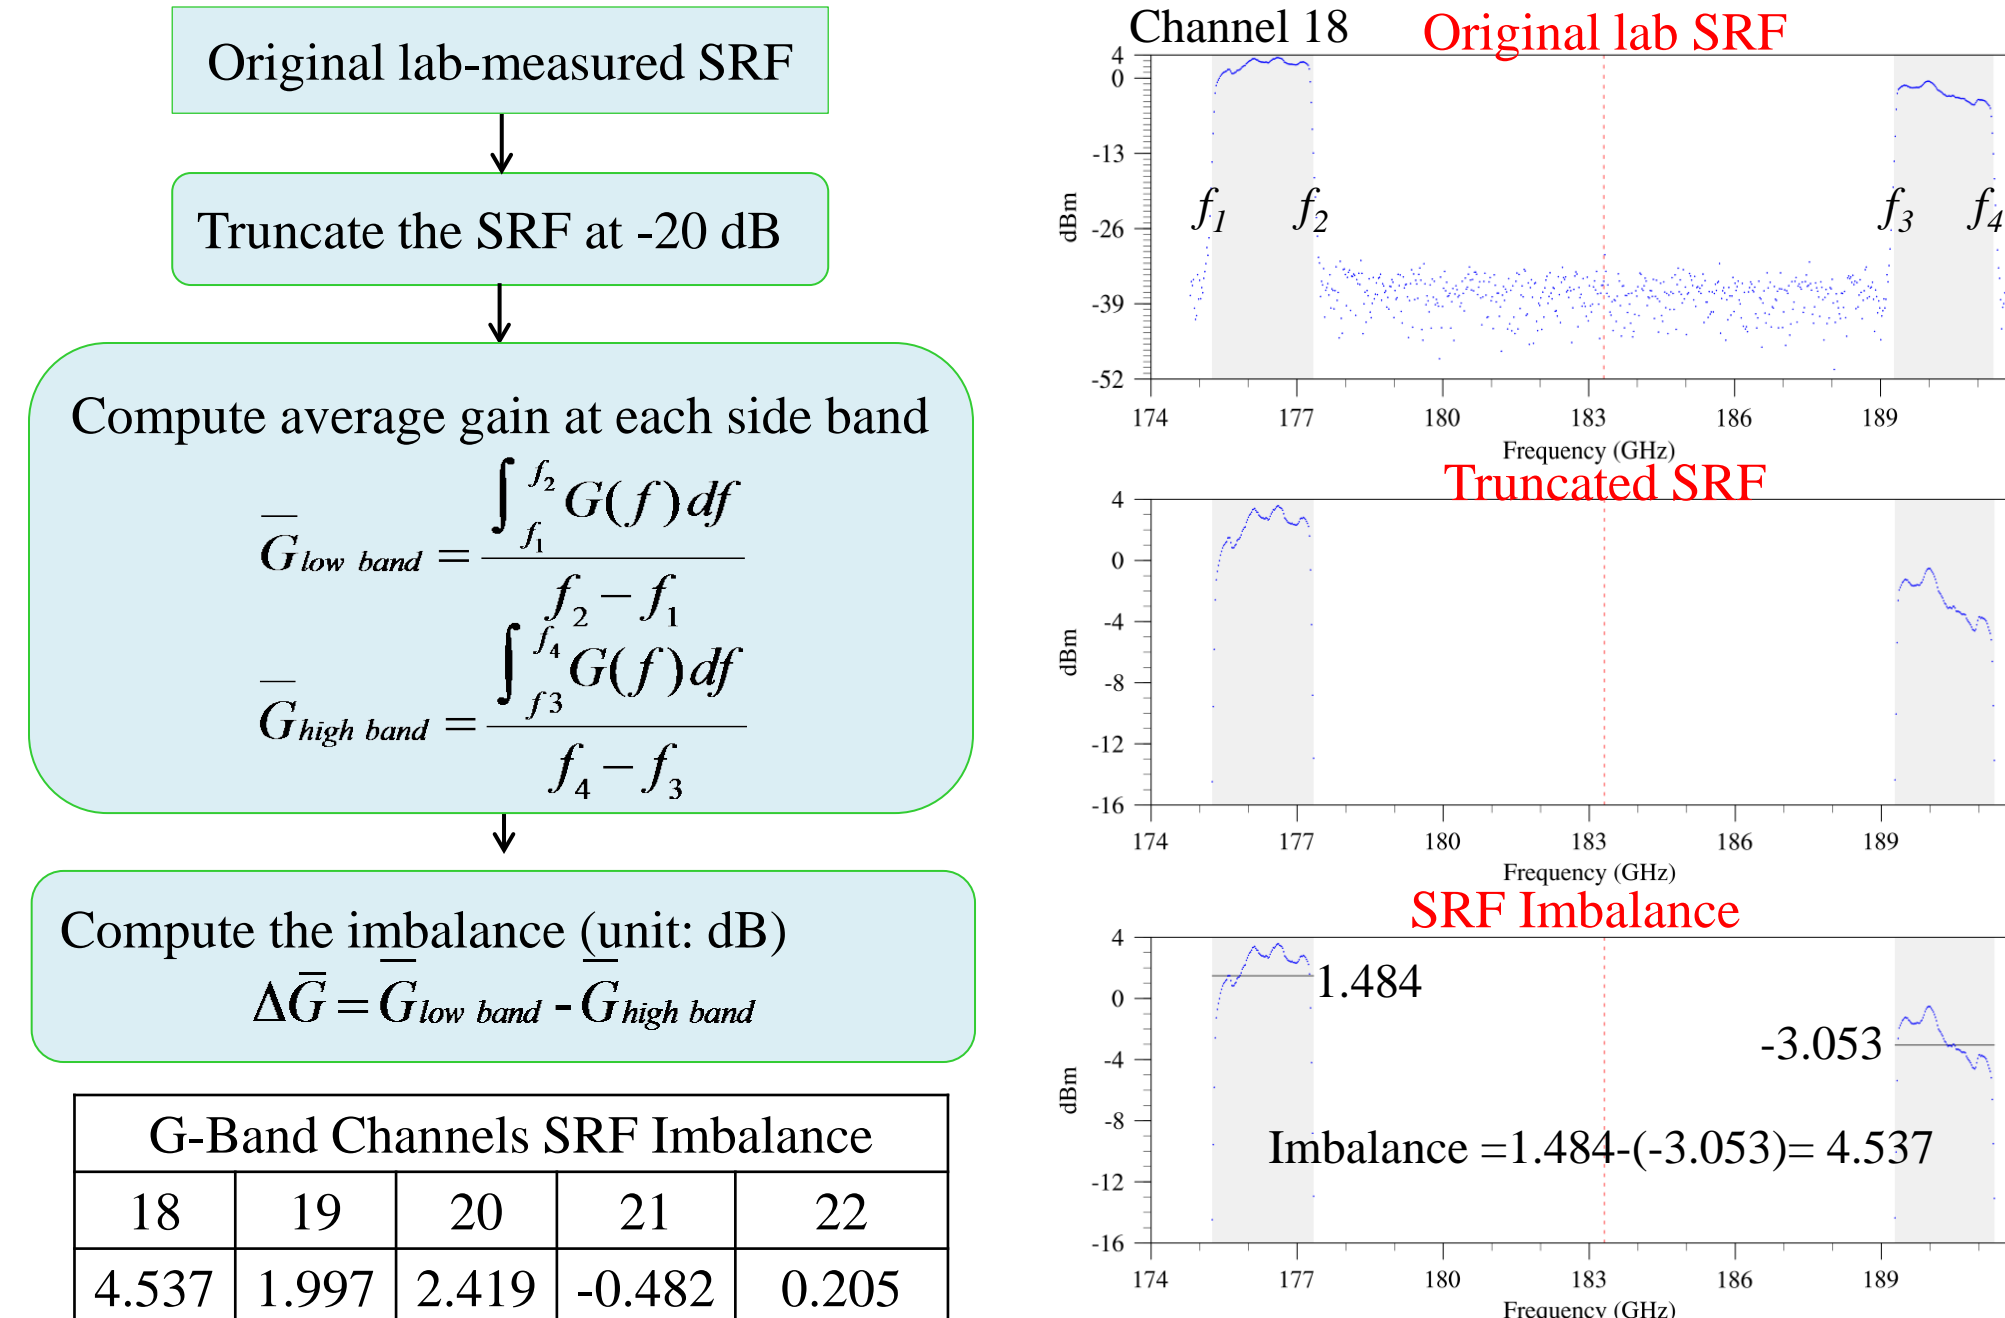 Original lab-measured SRF
Truncate the SRF at -20 dB
Compute average gain at each side band
G̅ low band = ∫f1^f2 G(f) df / (f2 − f1)
G̅ high band = ∫f3^f4 G(f) df / (f4 − f3)
Compute the imbalance (unit: dB)
ΔG̅ = G̅ low band - G̅ high band
G-Band Channels SRF Imbalance
18 19 20 21 22
4.537 1.997 2.419 -0.482 0.205
Channel 18 Original lab SRF
4
0
-13
-26
-39
-52
dBm
f1 f2 f3 f4
174 177 180 183 186 189
Frequency (GHz)
Truncated SRF
4
0
-4
-8
-12
-16
dBm
174 177 180 183 186 189
Frequency (GHz)
SRF Imbalance
4
0
-4
-8
-12
-16
dBm
1.484
-3.053
Imbalance =1.484-(-3.053)= 4.537
174 177 180 183 186 189
Frequency (GHz)